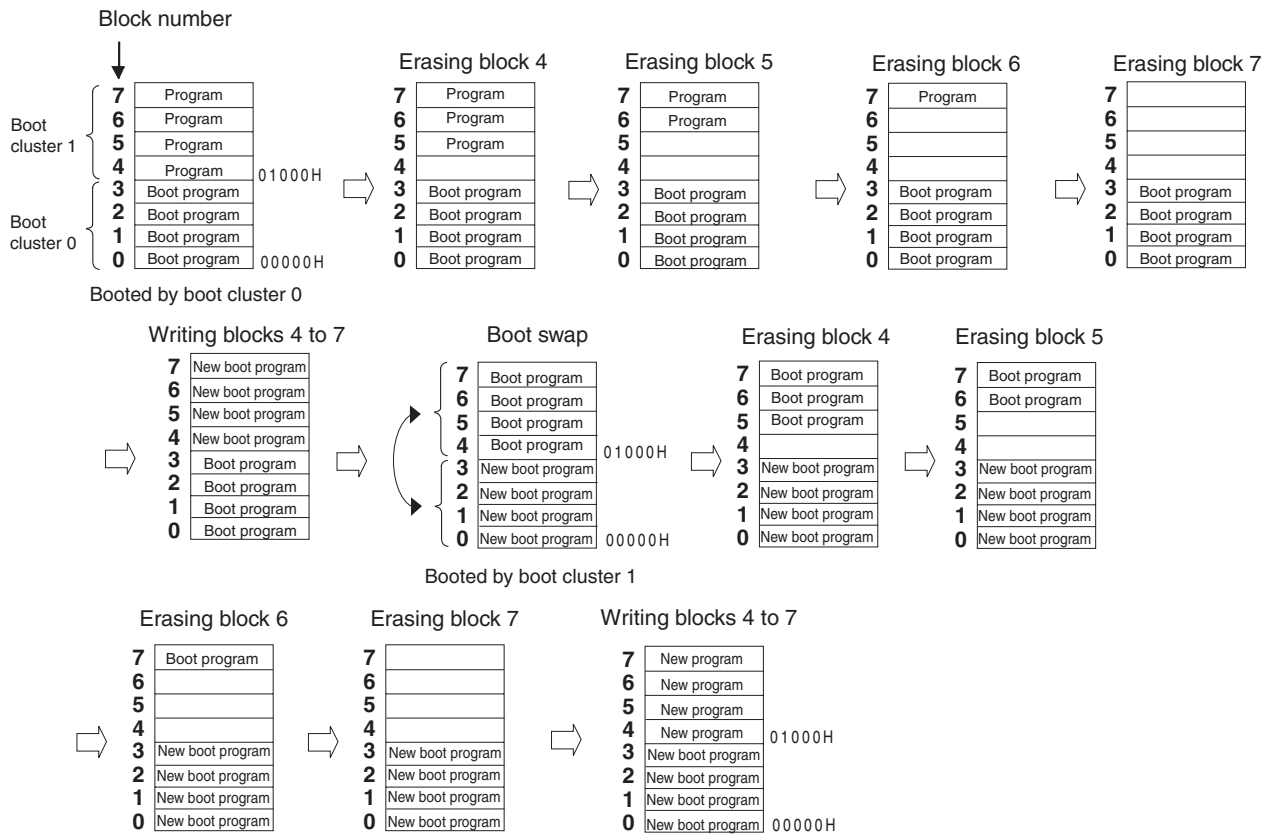 Block number
Boot
cluster 1
Boot
cluster 0
7 Program
6 Program
5 Program
4 Program
01000H
3 Boot program
2 Boot program
1 Boot program
0 Boot program
00000H
Booted by boot cluster 0
Erasing block 4
7 Program
6 Program
5 Program
4
3 Boot program
2 Boot program
1 Boot program
0 Boot program
Erasing block 5
7 Program
6 Program
5
4
3 Boot program
2 Boot program
1 Boot program
0 Boot program
Erasing block 6
7 Program
6
5
4
3 Boot program
2 Boot program
1 Boot program
0 Boot program
Erasing block 7
7
6
5
4
3 Boot program
2 Boot program
1 Boot program
0 Boot program
Writing blocks 4 to 7
7 New boot program
6 New boot program
5 New boot program
4 New boot program
3 Boot program
2 Boot program
1 Boot program
0 Boot program
Boot swap
7 Boot program
6 Boot program
5 Boot program
4 Boot program
01000H
3 New boot program
2 New boot program
1 New boot program
0 New boot program
00000H
Booted by boot cluster 1
Erasing block 4
7 Boot program
6 Boot program
5 Boot program
4
3 New boot program
2 New boot program
1 New boot program
0 New boot program
Erasing block 5
7 Boot program
6 Boot program
5
4
3 New boot program
2 New boot program
1 New boot program
0 New boot program
Erasing block 6
7 Boot program
6
5
4
3 New boot program
2 New boot program
1 New boot program
0 New boot program
Erasing block 7
7
6
5
4
3 New boot program
2 New boot program
1 New boot program
0 New boot program
Writing blocks 4 to 7
7 New program
6 New program
5 New program
4 New program
01000H
3 New boot program
2 New boot program
1 New boot program
0 New boot program
00000H